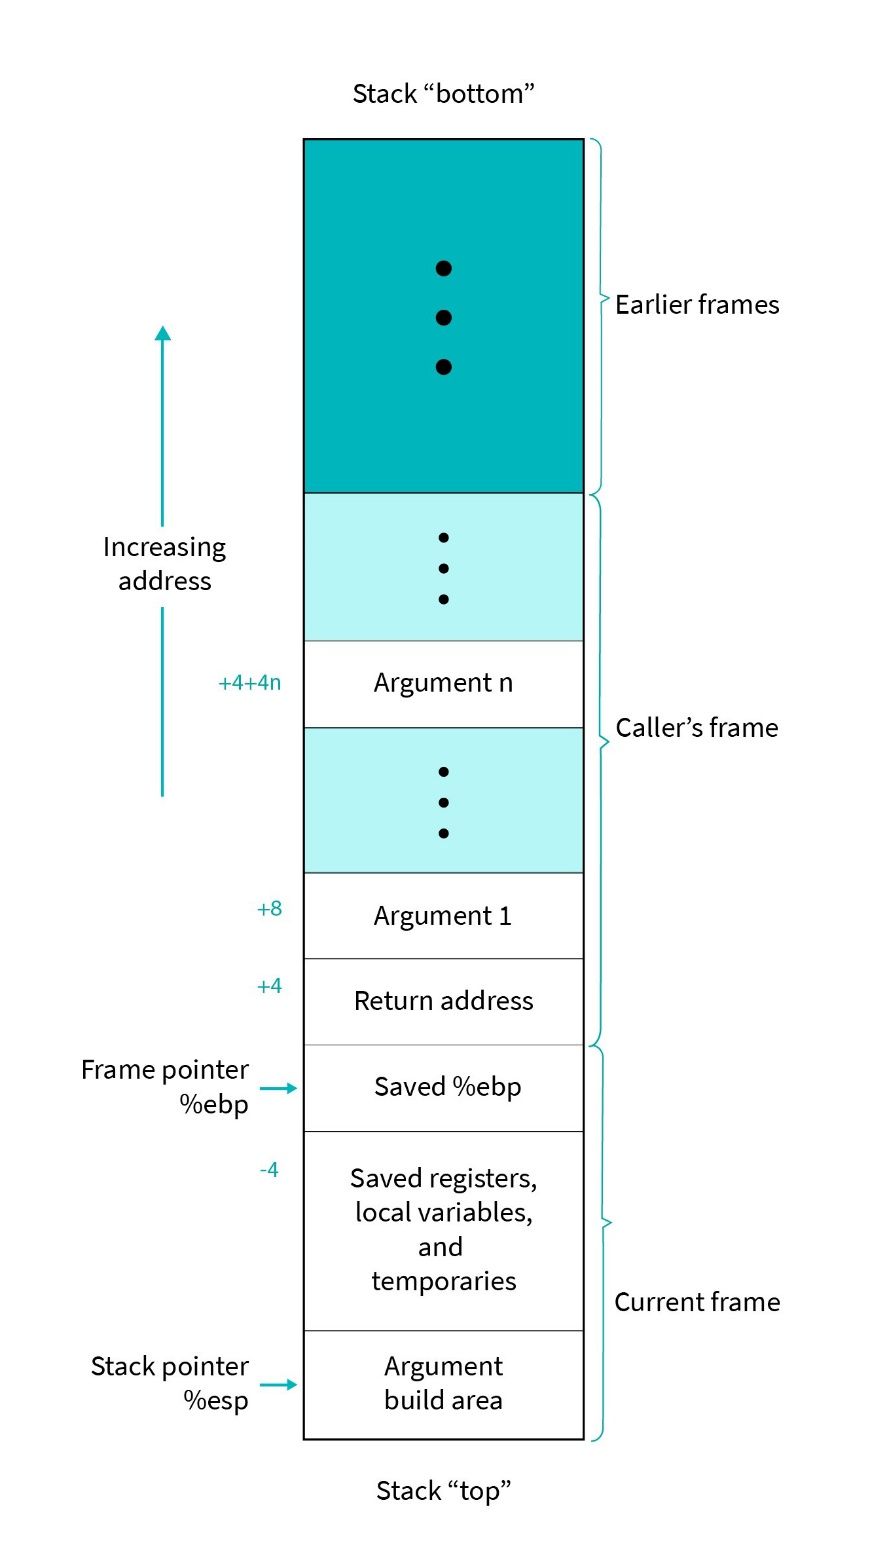 Stack “bottom”
Earlier frames
Increasing
address
+4+4n
Argument n
Caller’s frame
+8
Argument 1
+4
Return address
Frame pointer
%ebp
Saved %ebp
-4
Saved registers,
local variables,
and
temporaries
Current frame
Stack pointer
%esp
Argument
build area
Stack “top”